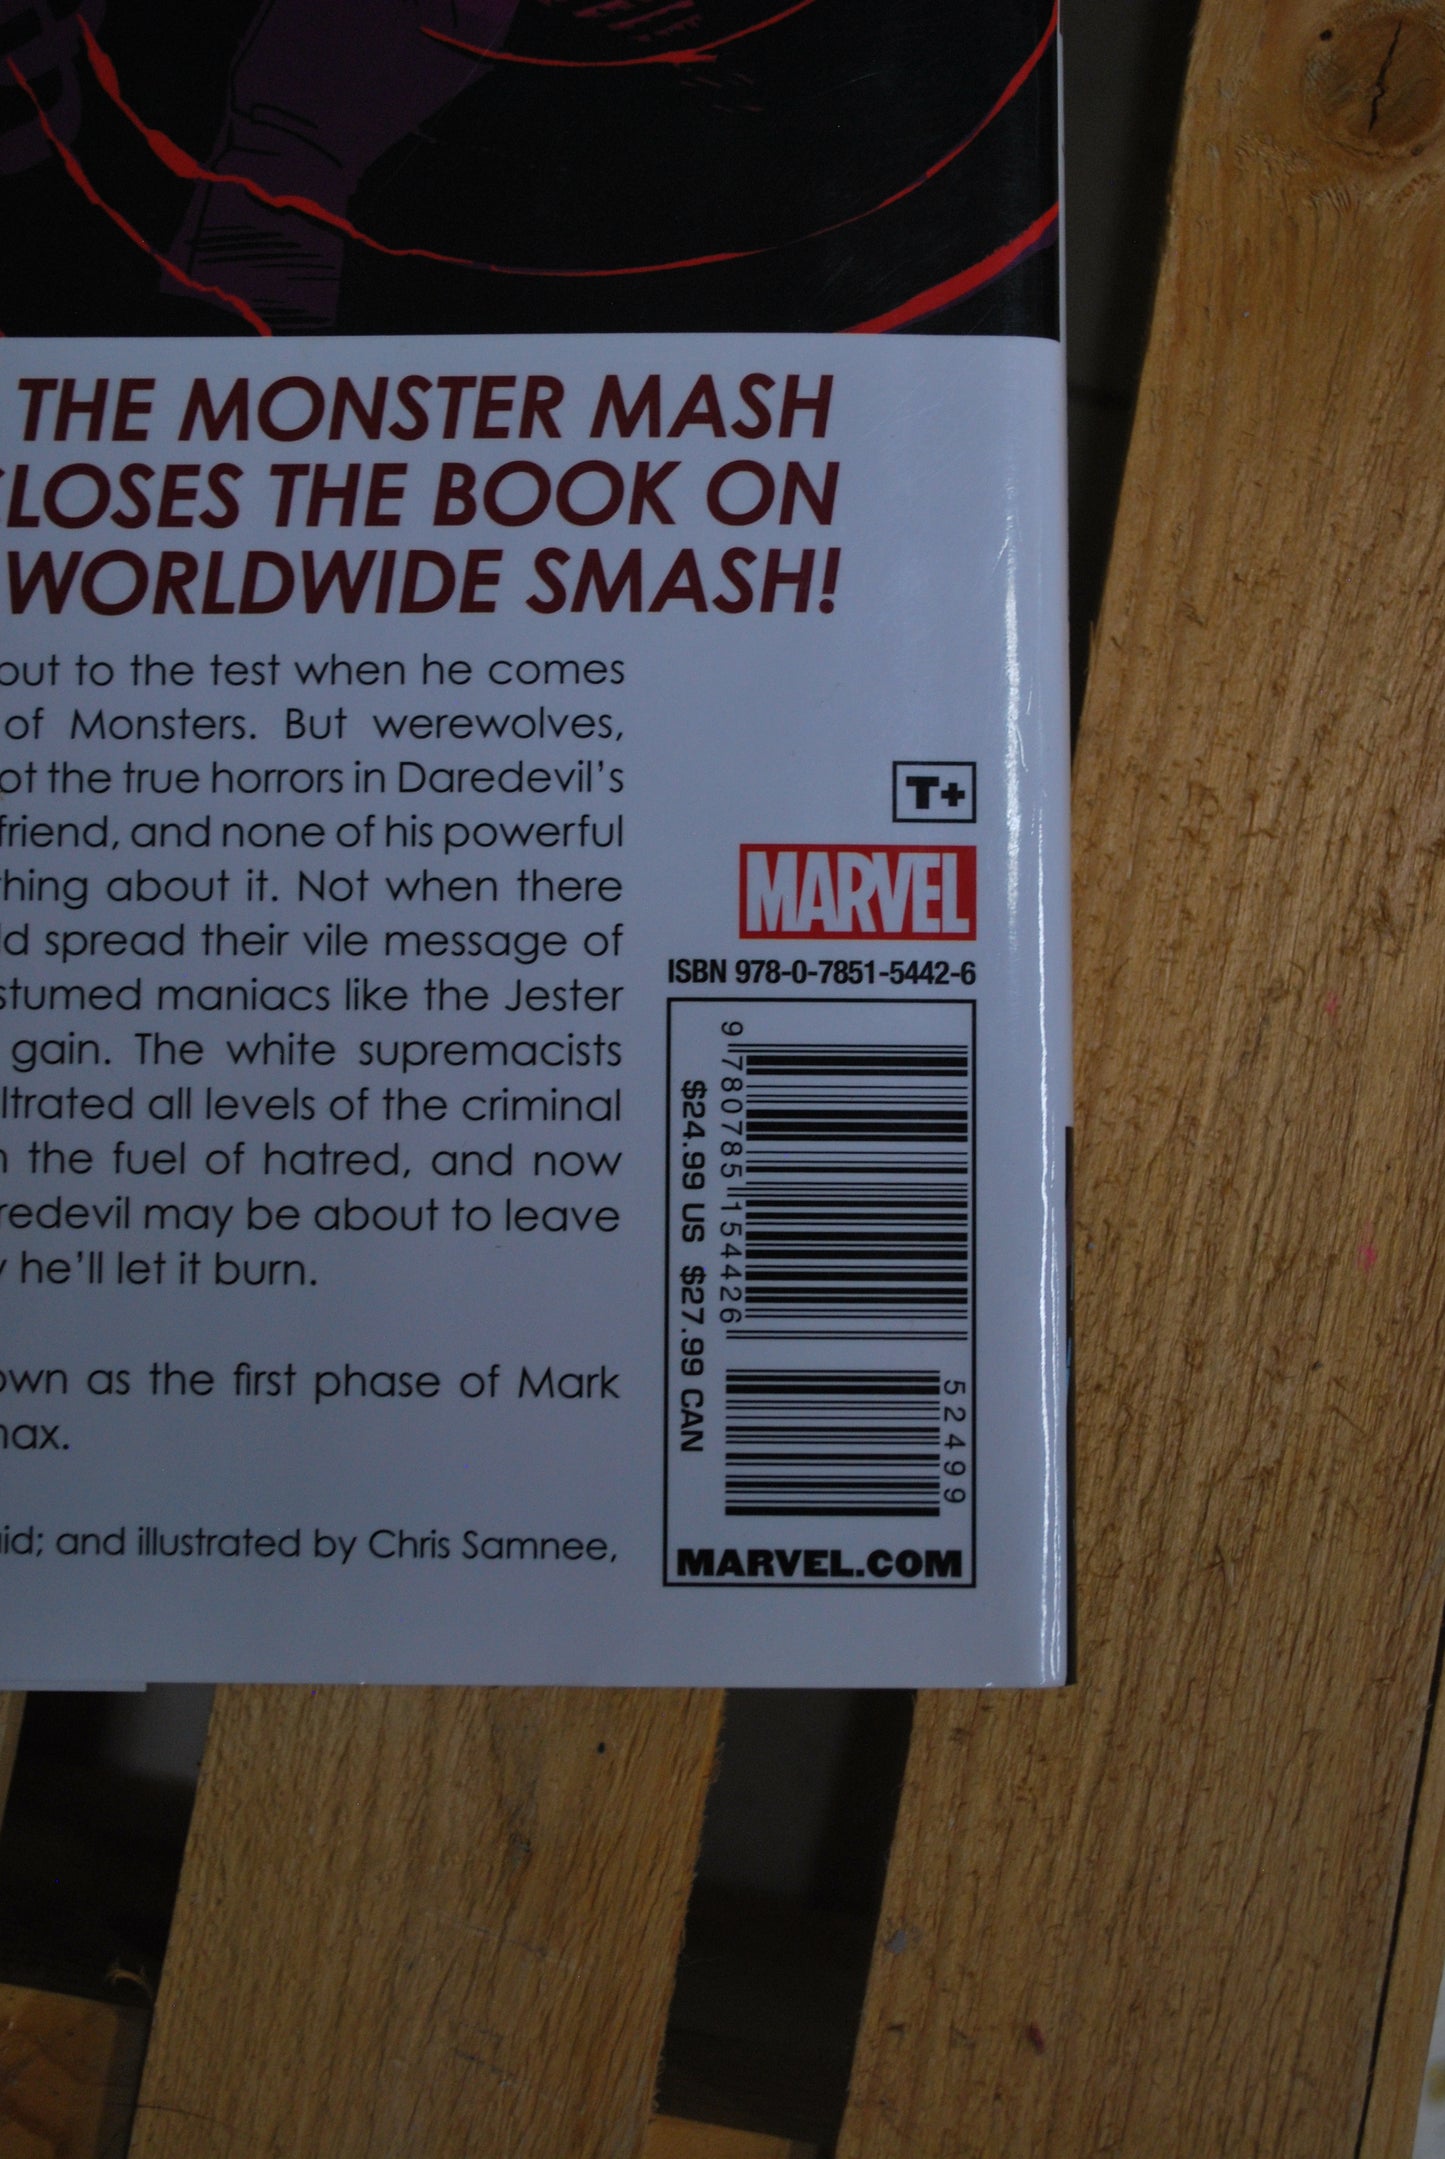 THE MONSTER MASH
CLOSES THE BOOK ON
WORLDWIDE SMASH!
out to the test when he comes
of Monsters. But werewolves,
ot the true horrors in Daredevil's
friend, and none of his powerful
thing about it. Not when there
ld spread their vile message of
stumed maniacs like the Jester
gain. The white supremacists
ltrated all levels of the criminal
the fuel of hatred, and now
redevil may be about to leave
he'll let it burn.
own as the first phase of Mark
max.
aid; and illustrated by Chris Samnee,
T+
MARVEL
ISBN 978-0-7851-5442-6
9 780785 154426
$24.99 US $27.99 CAN
52499
MARVEL.COM